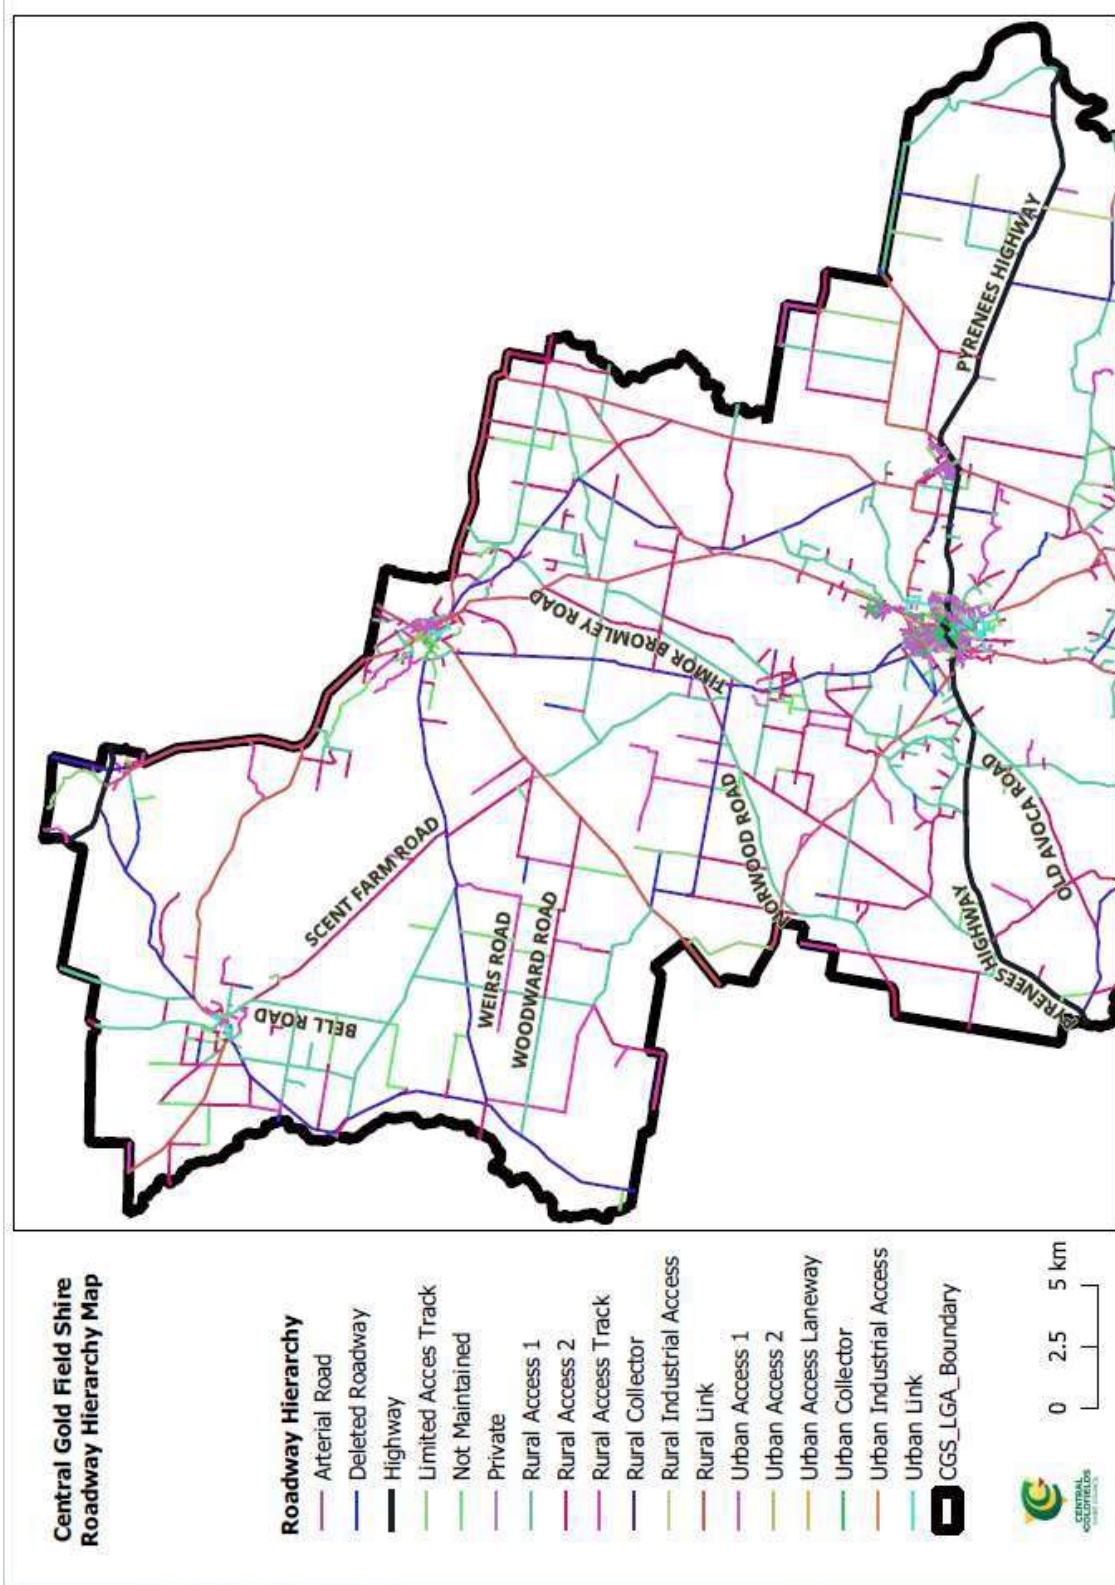 Central Gold Field Shire
Roadway Hierarchy Map
Roadway Hierarchy
Arterial Road
Deleted Roadway
Highway
Limited Acces Track
Not Maintained
Private
Rural Access 1
Rural Access 2
Rural Access Track
Rural Collector
Rural Industrial Access
Rural Link
Urban Access 1
Urban Access 2
Urban Access Laneway
Urban Collector
Urban Industrial Access
Urban Link
CGS_LGA_Boundary
0 2.5 5 km
CENTRAL
GOLDFIELDS
BELL ROAD
SCENT FARM ROAD
WEIRS ROAD
WOODWARD ROAD
TIMOR BROMLEY ROAD
NORWOOD ROAD
PYRENEES HIGHWAY
OLD AVOCA ROAD
PYRENEES HIGHWAY
PYRENEES HIGHWAY